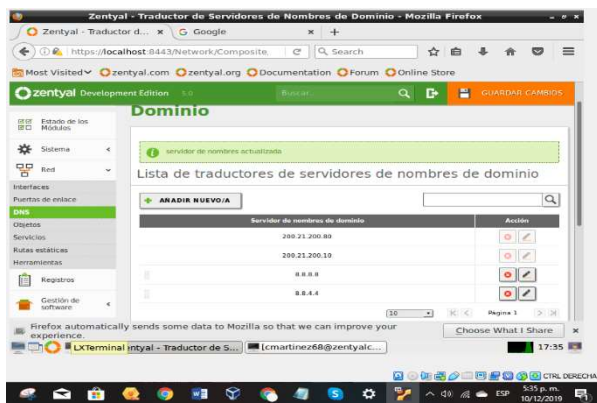 Zentyal - Traductor de Servidores de Nombres de Dominio - Mozilla Firefox
Zentyal - Traductor d...
Google
https://localhost:8443/Network/Composite
Search
Most Visited
zentyal.com
zentyal.org
Documentation
Forum
Online Store
zentyal Development Edition 5.0
Buscar...
GUARDAR CAMBIOS
Dominio
Estado de los Módulos
Sistema
Red
Interfaces
Puertas de enlace
DNS
Objetos
Servicios
Rutas estáticas
Herramientas
Registros
Gestión de software
servidor de nombres actualizada
Lista de traductores de servidores de nombres de dominio
AÑADIR NUEVO/A
Servidor de nombres de dominio
Acción
200.21.200.80
200.21.200.10
8.8.8.8
8.8.4.4
10
Página 1
Firefox automatically sends some data to Mozilla so that we can improve your experience.
Choose What I Share
LXTerminal
entyal - Traductor de S...
[cmartinez68@zentyalc...
17:35
CTRL DERECHA
ESP
5:35 p.m.
10/12/2019